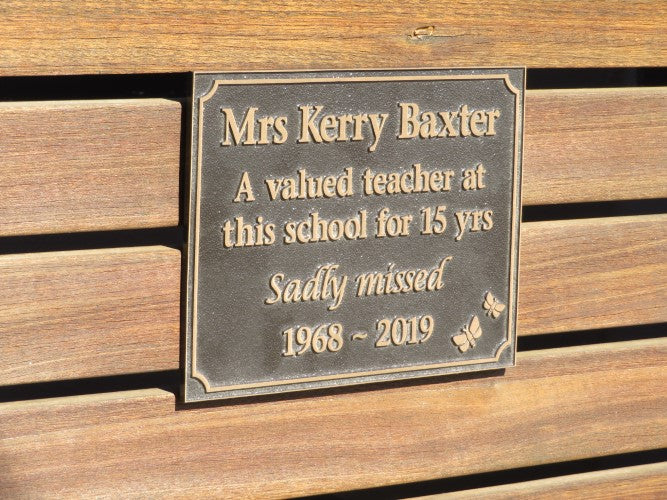 Mrs Kerry Baxter
A valued teacher at
this school for 15 yrs
Sadly missed
1968 ~ 2019